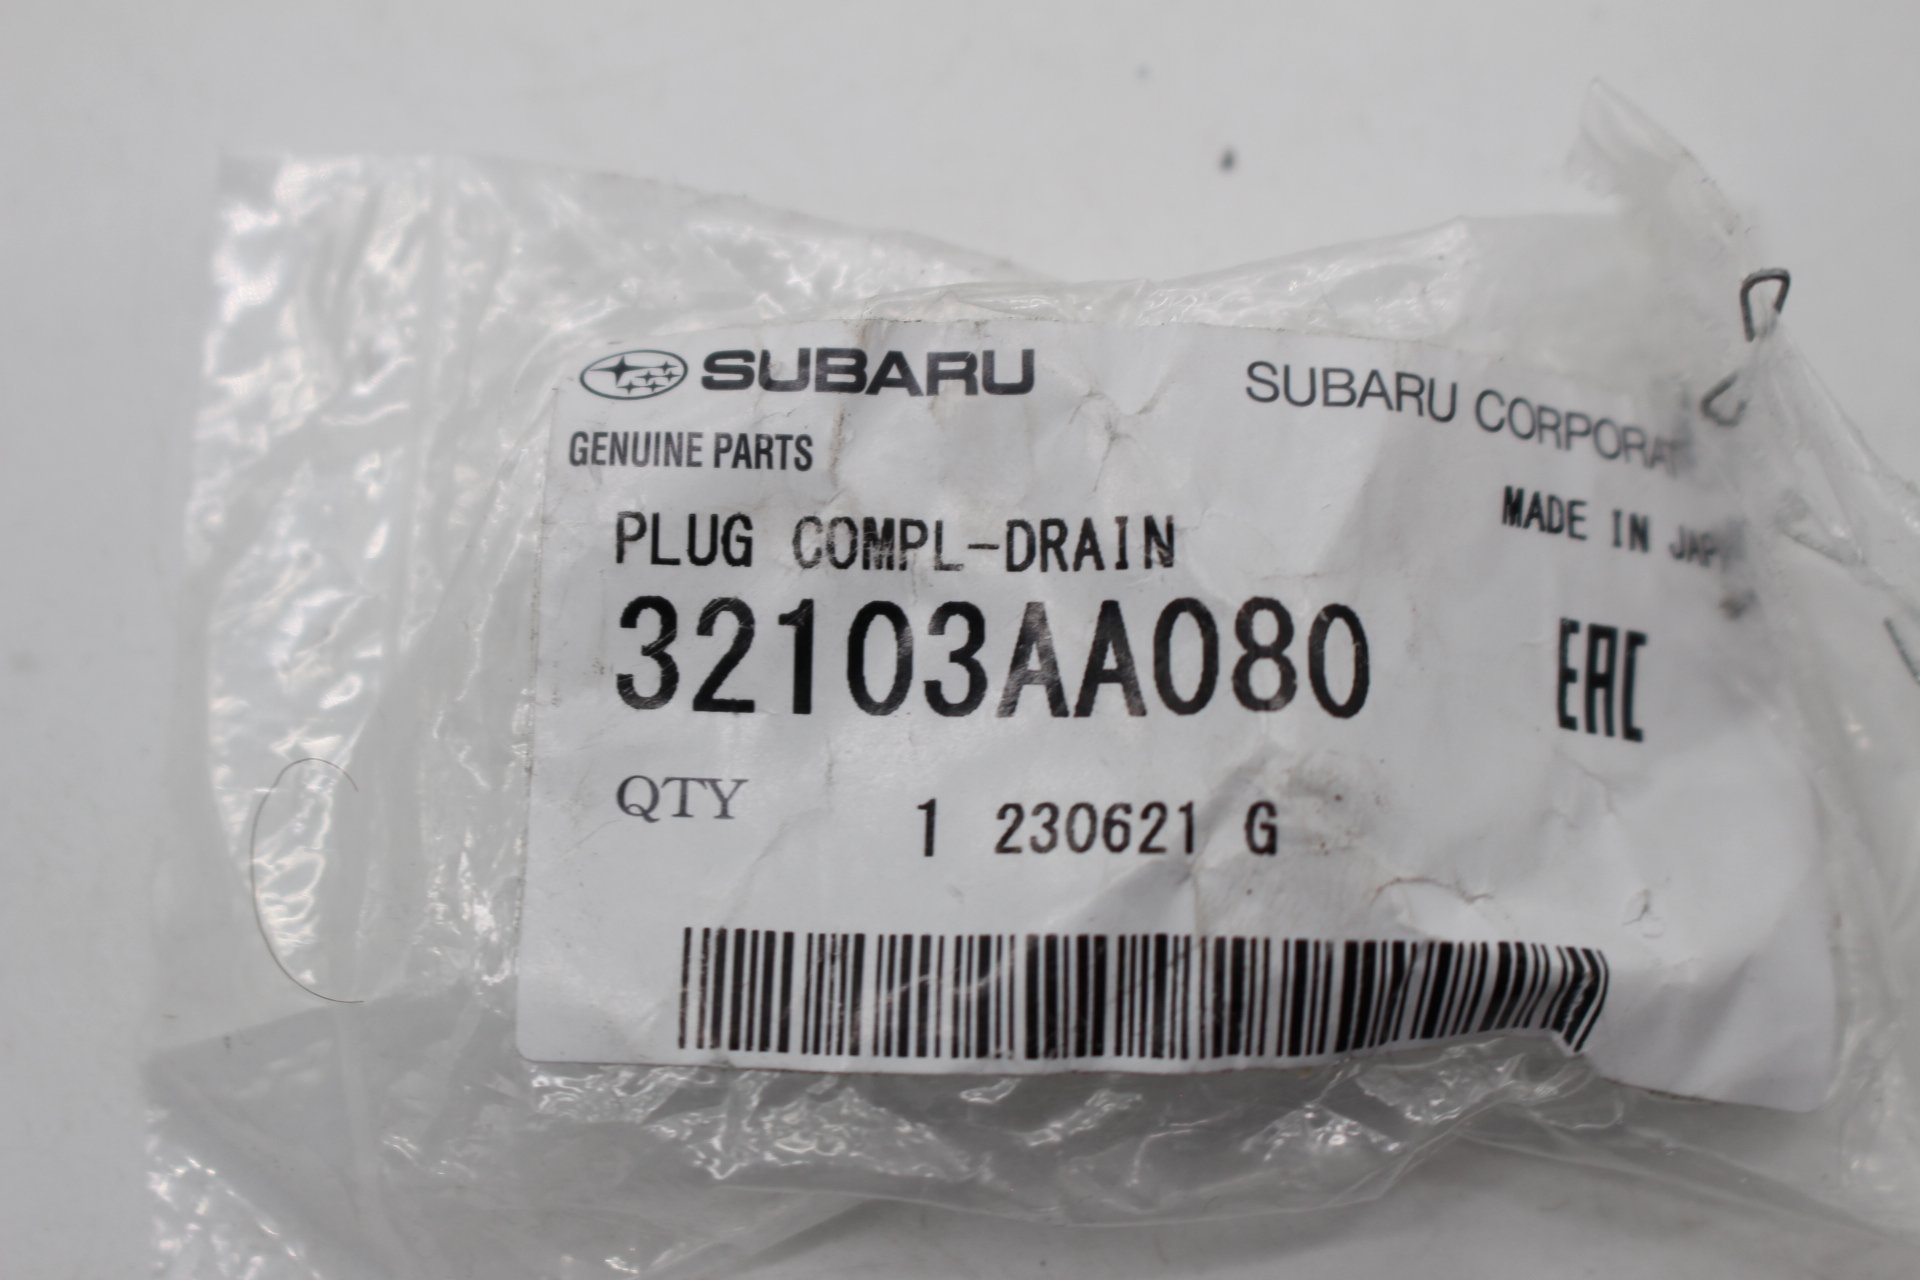 SUBARU
SUBARU CORPORAT
GENUINE PARTS
MADE IN JAP
PLUG COMPL-DRAIN
32103AA080
EAC
QTY 1 230621 G